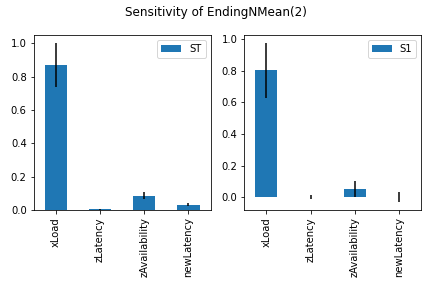 Sensitivity of EndingNMean(2)
ST
1.0
0.8
0.6
0.4
0.2
0.0
xLoad
zLatency
zAvailability
newLatency
S1
1.0
0.8
0.6
0.4
0.2
0.0
xLoad
zLatency
zAvailability
newLatency